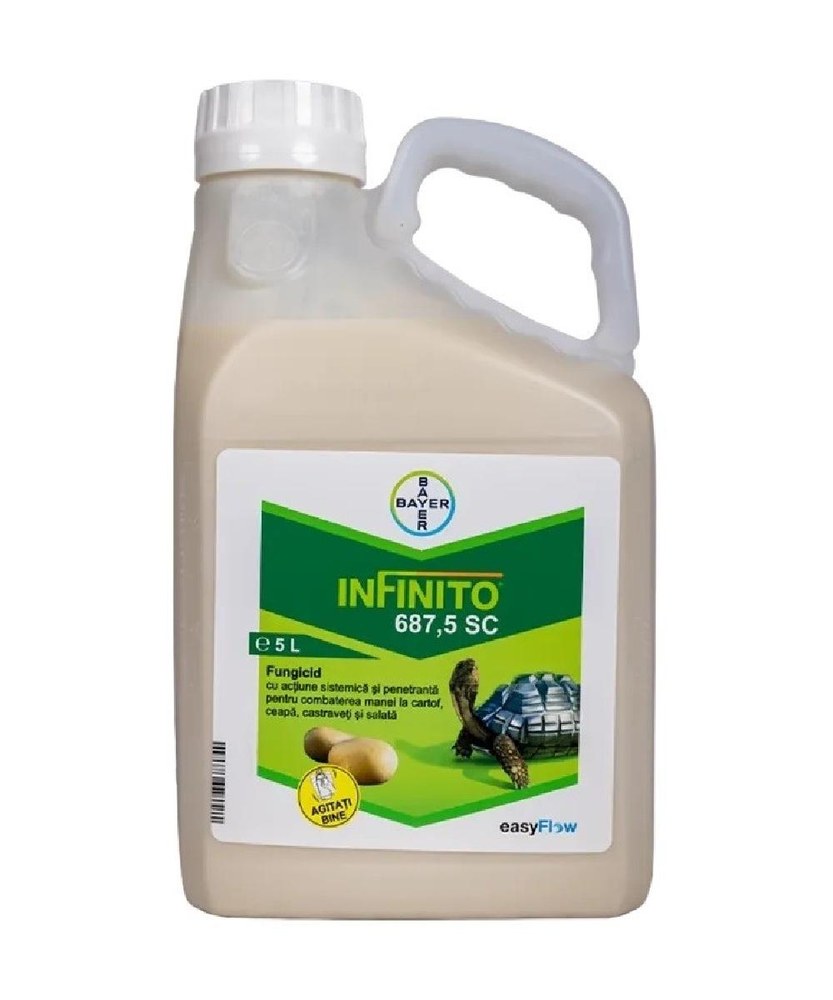 BAYER
BAYER
INFINITO
687,5 SC
℮ 5 L
Fungicid
cu acțiune sistemică și penetrantă
pentru combaterea manei la cartof,
ceapă, castraveți și salată
AGITAȚI
BINE
easyFlow